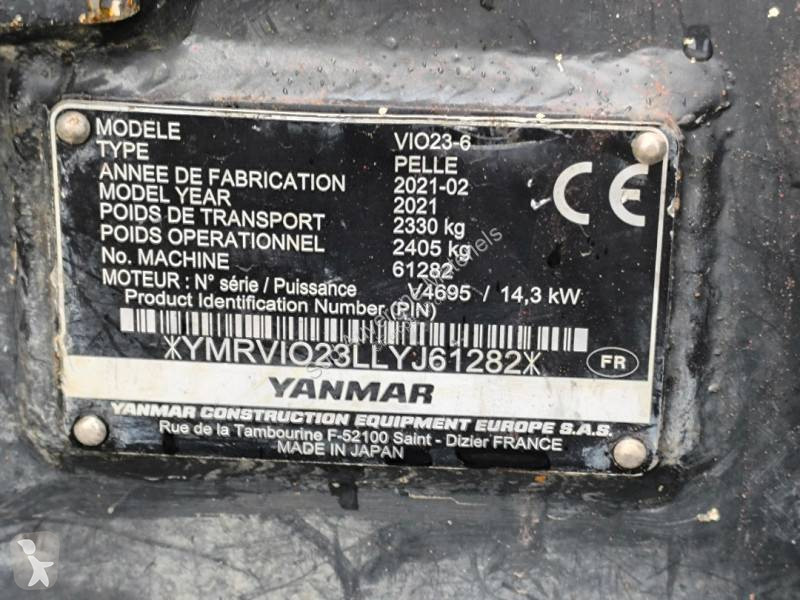 MODELE VIO23-6
TYPE PELLE
ANNEE DE FABRICATION 2021-02
MODEL YEAR 2021
POIDS DE TRANSPORT 2330 kg
POIDS OPERATIONNEL 2405 kg
No. MACHINE 61282
MOTEUR : N° série / Puissance V4695 / 14,3 kW
Product Identification Number (PIN)
*YMRVIO23LLYJ61282*
CE
FR
YANMAR
YANMAR CONSTRUCTION EQUIPMENT EUROPE S.A.S.
Rue de la Tambourine F-52100 Saint - Dizier FRANCE
MADE IN JAPAN